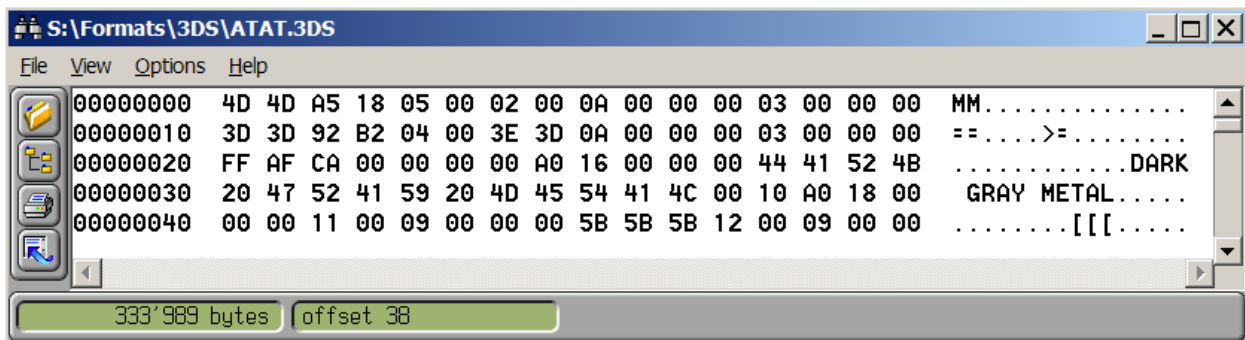 S:\Formats\3DS\ATAT.3DS
File View Options Help
00000000 4D 4D A5 18 05 00 02 00 0A 00 00 00 03 00 00 00 MM..............
00000010 3D 3D 92 B2 04 00 3E 3D 0A 00 00 00 03 00 00 00 ==....>=........
00000020 FF AF CA 00 00 00 00 A0 16 00 00 00 44 41 52 4B ............DARK
00000030 20 47 52 41 59 20 4D 45 54 41 4C 00 10 A0 18 00 GRAY METAL.....
00000040 00 00 11 00 09 00 00 00 5B 5B 5B 12 00 09 00 00 ........[[[.....
333'989 bytes offset 38